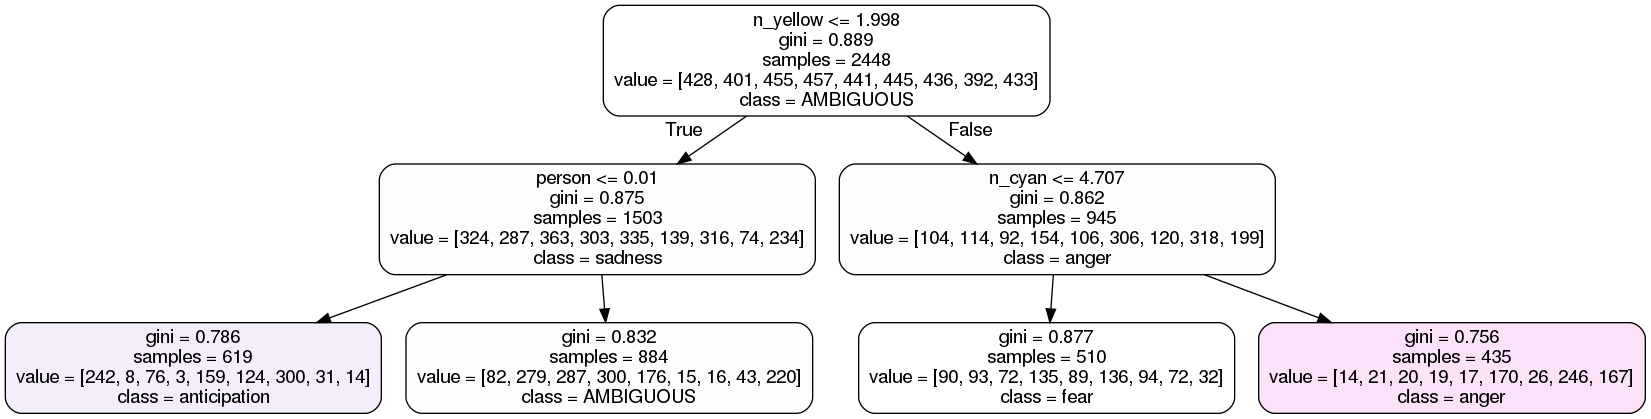 n_yellow <= 1.998
gini = 0.889
samples = 2448
value = [428, 401, 455, 457, 441, 445, 436, 392, 433]
class = AMBIGUOUS
True
False
person <= 0.01
gini = 0.875
samples = 1503
value = [324, 287, 363, 303, 335, 139, 316, 74, 234]
class = sadness
n_cyan <= 4.707
gini = 0.862
samples = 945
value = [104, 114, 92, 154, 106, 306, 120, 318, 199]
class = anger
gini = 0.786
samples = 619
value = [242, 8, 76, 3, 159, 124, 300, 31, 14]
class = anticipation
gini = 0.832
samples = 884
value = [82, 279, 287, 300, 176, 15, 16, 43, 220]
class = AMBIGUOUS
gini = 0.877
samples = 510
value = [90, 93, 72, 135, 89, 136, 94, 72, 32]
class = fear
gini = 0.756
samples = 435
value = [14, 21, 20, 19, 17, 170, 26, 246, 167]
class = anger